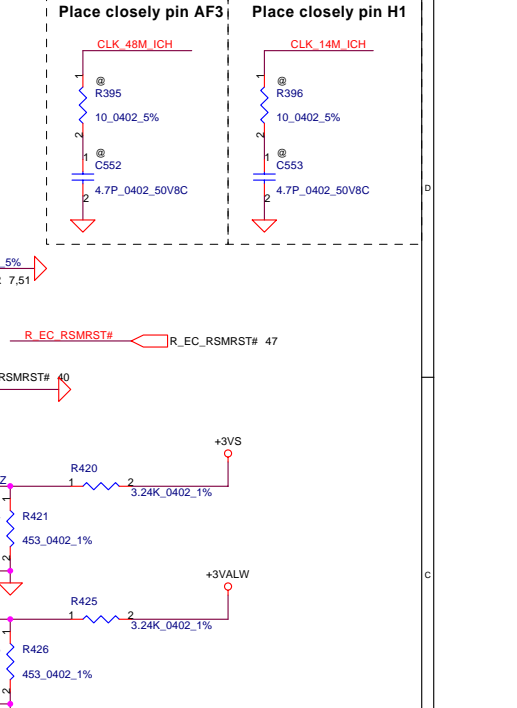 Place closely pin AF3
Place closely pin H1
CLK_48M_ICH
CLK_14M_ICH
1
@
R395
10_0402_5%
2
1
@
R396
10_0402_5%
2
1
@
C552
4.7P_0402_50V8C
2
1
@
C553
4.7P_0402_50V8C
2
D
_5%
7,51
R_EC_RSMRST#
R_EC_RSMRST# 47
RSMRST# 40
+3VS
R420
1
2
3.24K_0402_1%
Z
1
R421
453_0402_1%
2
+3VALW
C
R425
1
2
3.24K_0402_1%
1
R426
453_0402_1%
2